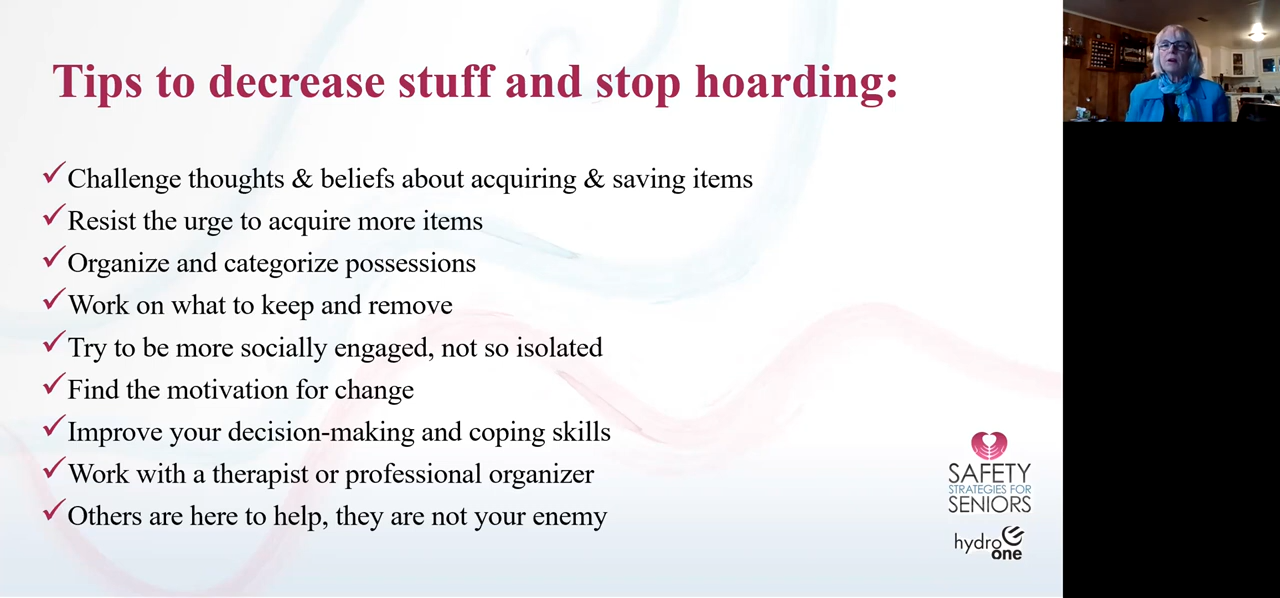 Tips to decrease stuff and stop hoarding:
Challenge thoughts & beliefs about acquiring & saving items
Resist the urge to acquire more items
Organize and categorize possessions
Work on what to keep and remove
Try to be more socially engaged, not so isolated
Find the motivation for change
Improve your decision-making and coping skills
Work with a therapist or professional organizer
Others are here to help, they are not your enemy
SAFETY
STRATEGIES FOR
SENIORS
hydro
one